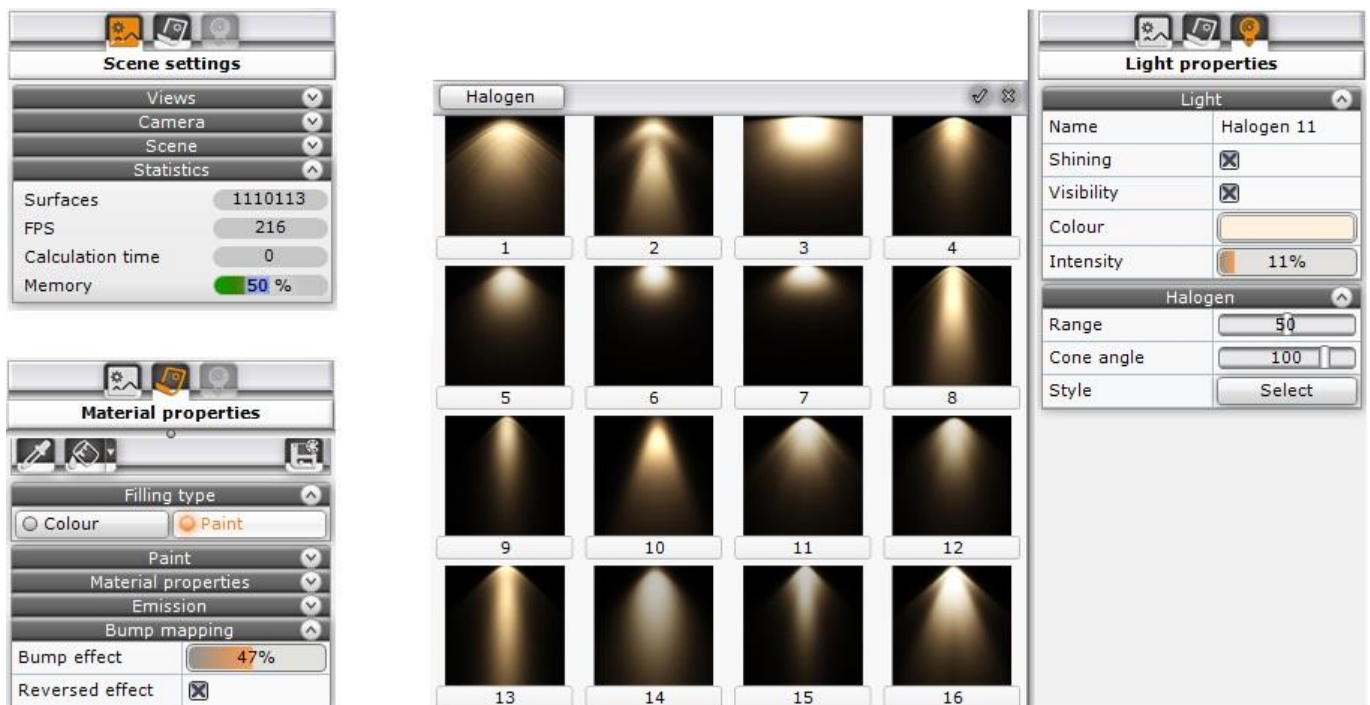 Scene settings
Views
Camera
Scene
Statistics
Surfaces 1110113
FPS 216
Calculation time 0
Memory 50 %
Material properties
Filling type
Colour Paint
Paint
Material properties
Emission
Bump mapping
Bump effect 47%
Reversed effect
Halogen
1 2 3 4
5 6 7 8
9 10 11 12
13 14 15 16
Light properties
Light
Name Halogen 11
Shining
Visibility
Colour
Intensity 11%
Halogen
Range 50
Cone angle 100
Style Select